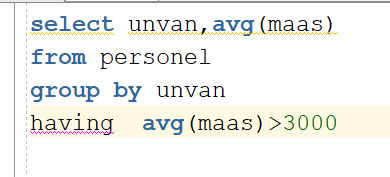 select unvan,avg(maas)
from personel
group by unvan
having  avg(maas)>3000